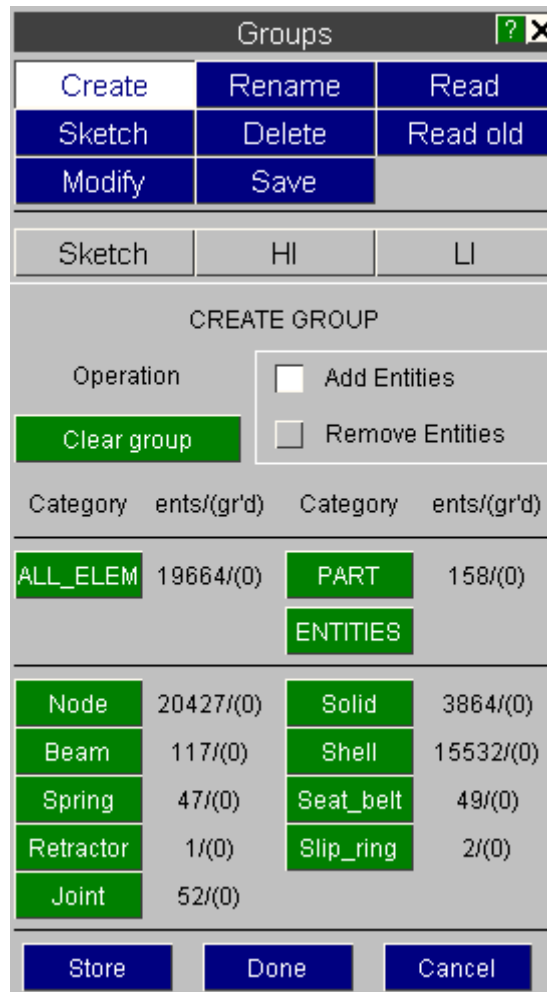 Groups ? X
Create Rename Read
Sketch Delete Read old
Modify Save
Sketch HI LI
CREATE GROUP
Operation Add Entities
Clear group Remove Entities
Category ents/(gr'd) Category ents/(gr'd)
ALL_ELEM 19664/(0) PART 158/(0)
ENTITIES
Node 20427/(0) Solid 3864/(0)
Beam 117/(0) Shell 15532/(0)
Spring 47/(0) Seat_belt 49/(0)
Retractor 1/(0) Slip_ring 2/(0)
Joint 52/(0)
Store Done Cancel